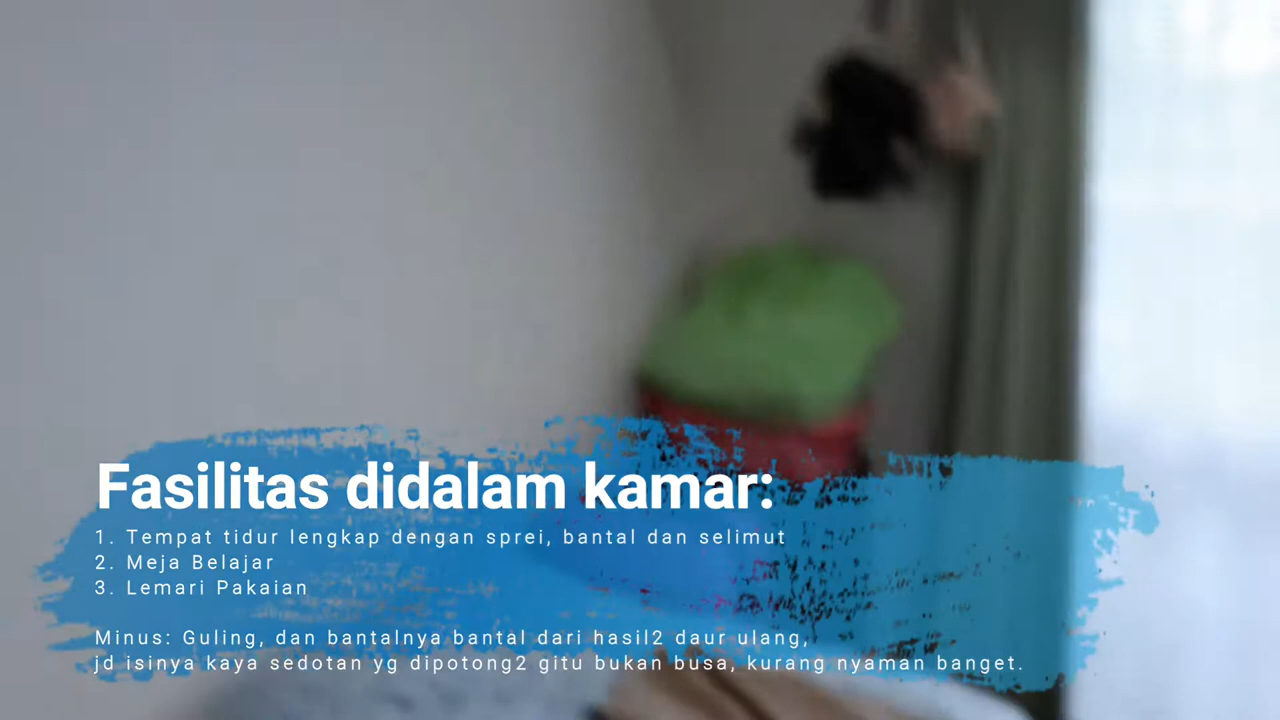 Fasilitas didalam kamar:
1. Tempat tidur lengkap dengan sprei, bantal dan selimut
2. Meja Belajar
3. Lemari Pakaian
Minus: Guling, dan bantalnya bantal dari hasil2 daur ulang,
jd isinya kaya sedotan yg dipotong2 gitu bukan busa, kurang nyaman banget.